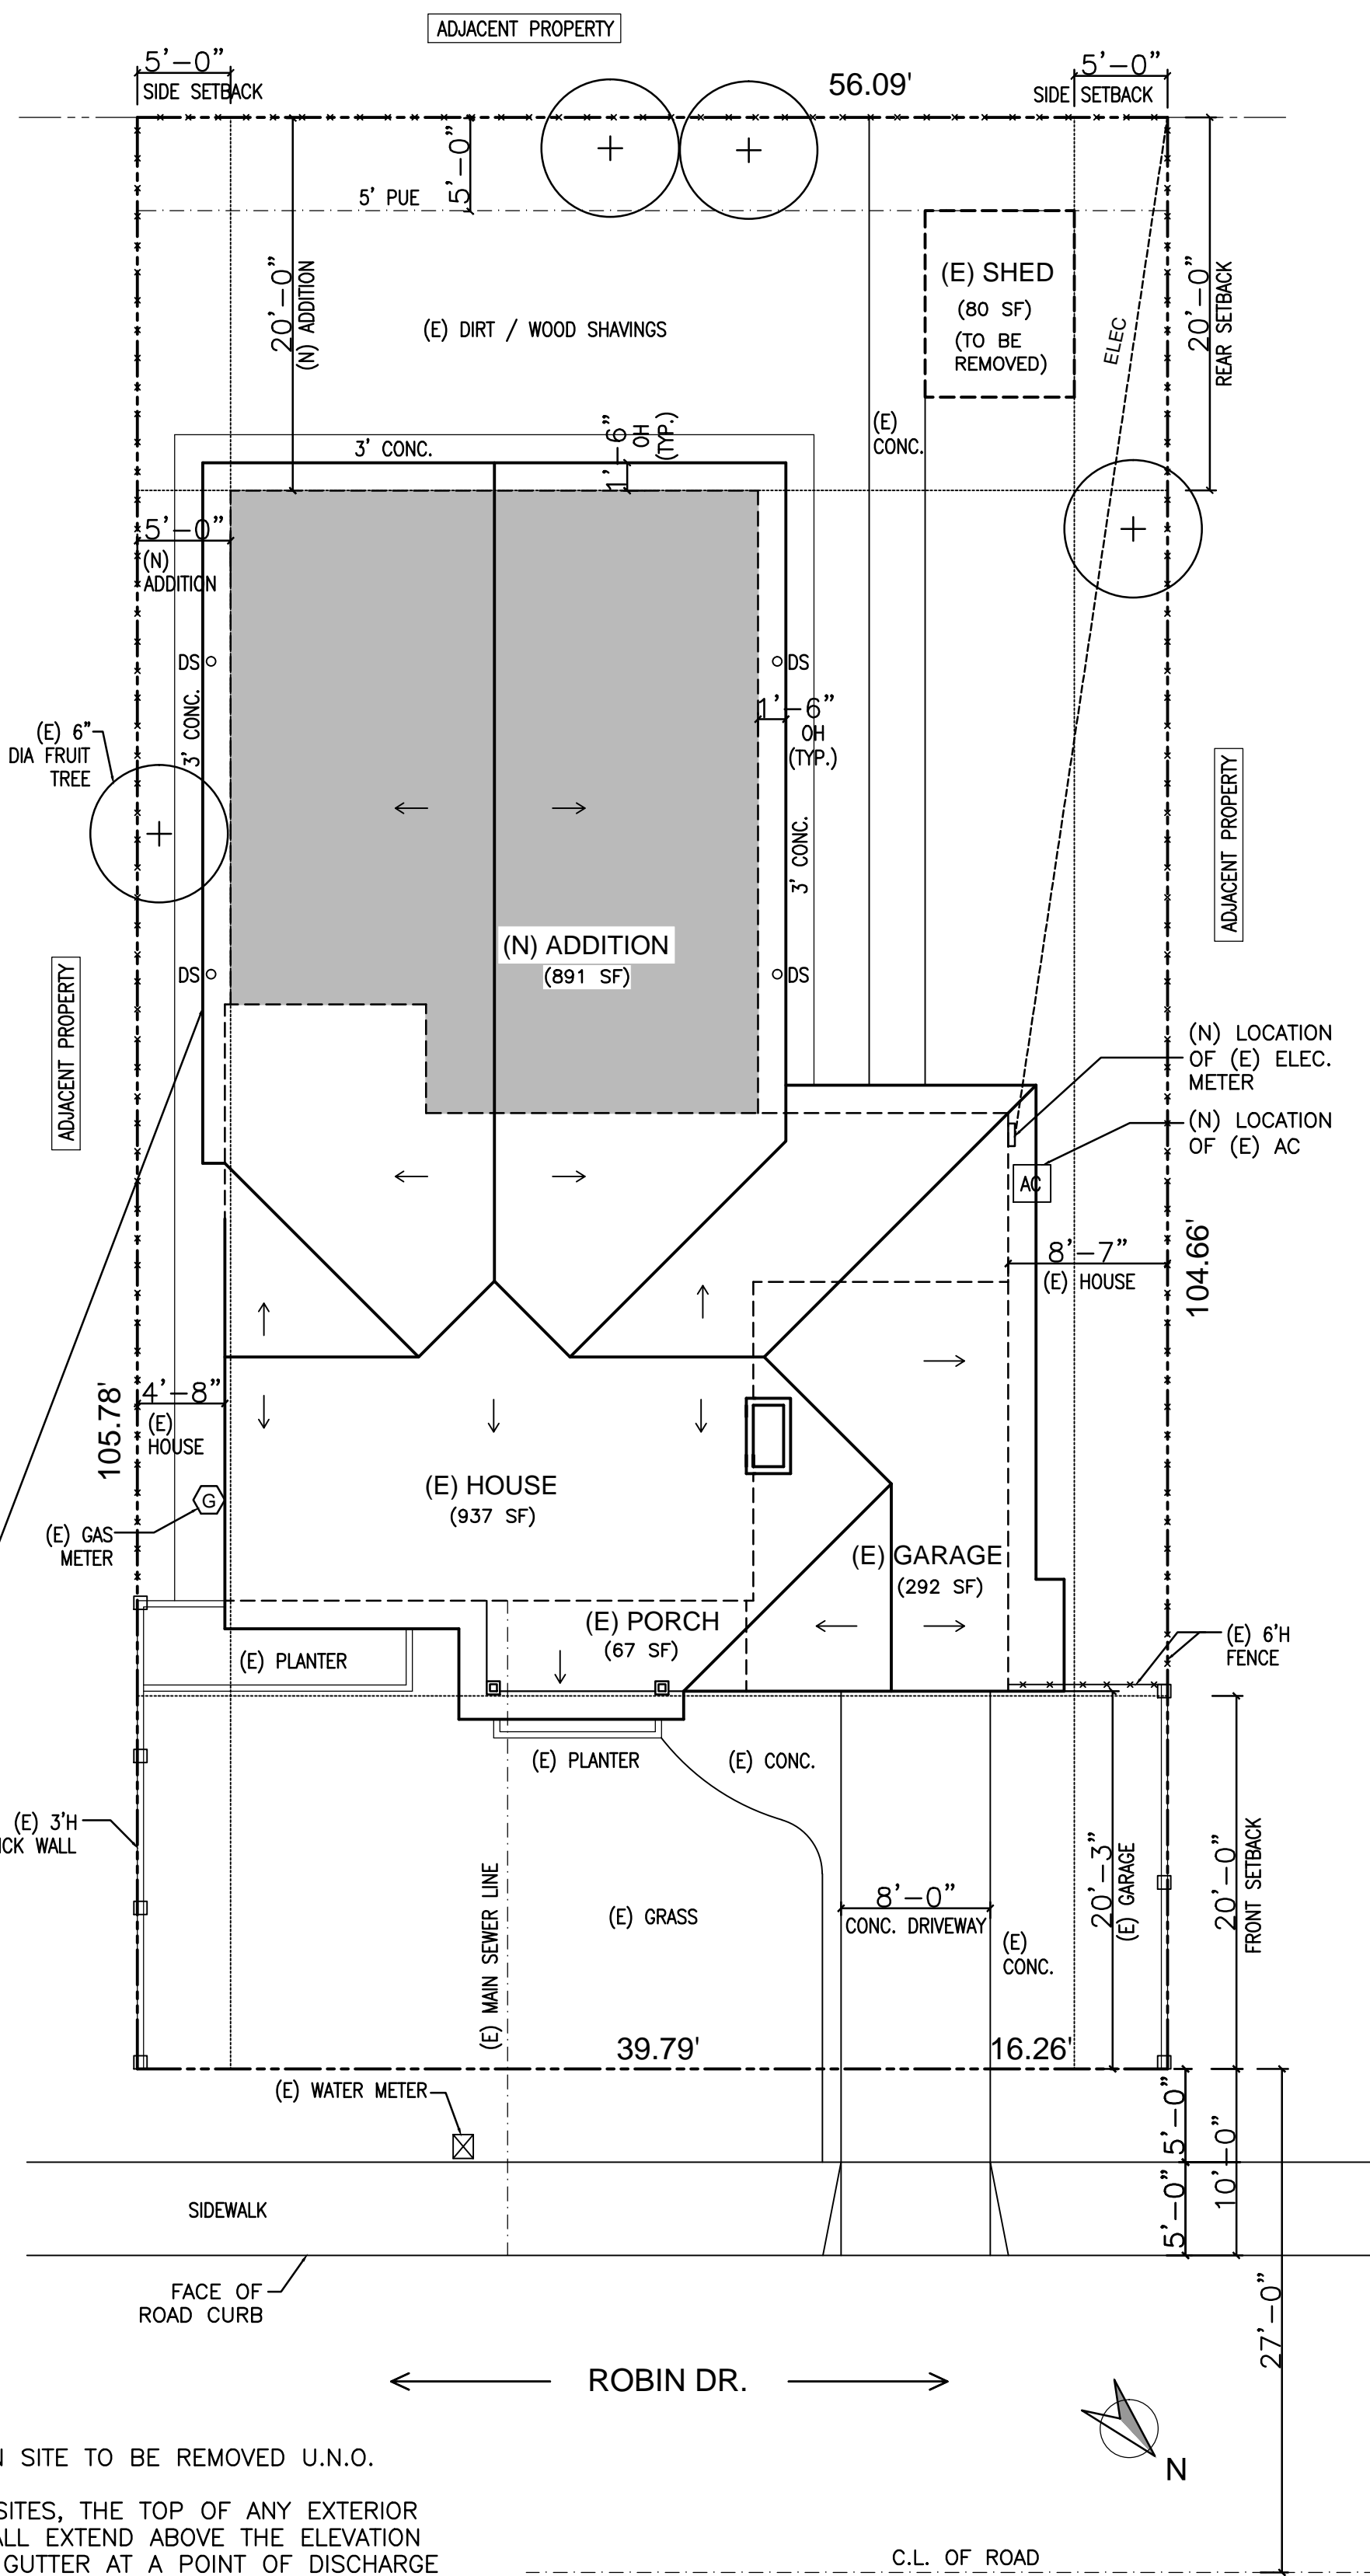 ADJACENT PROPERTY
5'-0"
SIDE SETBACK
56.09'
5'-0"
SIDE SETBACK
5' PUE
5'-0"
20'-0"
(N) ADDITION
(E) DIRT / WOOD SHAVINGS
(E) SHED
(80 SF)
(TO BE
REMOVED)
ELEC
20'-0"
REAR SETBACK
3' CONC.
1'-6"
OH
(TYP.)
(E)
CONC.
5'-0"
(N)
ADDITION
DS
DS
3' CONC.
1'-6"
OH
(TYP.)
(E) 6"
DIA FRUIT
TREE
3' CONC.
ADJACENT PROPERTY
(N) ADDITION
(891 SF)
DS
DS
ADJACENT PROPERTY
(N) LOCATION
OF (E) ELEC.
METER
(N) LOCATION
OF (E) AC
AC
8'-7"
(E) HOUSE
104.66'
105.78'
4'-8"
(E)
HOUSE
(E) HOUSE
(937 SF)
G
(E) GAS
METER
(E) GARAGE
(292 SF)
(E) PORCH
(67 SF)
(E) 6'H
FENCE
(E) PLANTER
(E) PLANTER
(E) CONC.
(E) 3'H
ICK WALL
(E) MAIN SEWER LINE
(E) GRASS
8'-0"
CONC. DRIVEWAY
(E)
CONC.
20'-3"
(E) GARAGE
20'-0"
FRONT SETBACK
39.79'
16.26'
(E) WATER METER
5'-0"
5'-0"
10'-0"
SIDEWALK
FACE OF
ROAD CURB
27'-0"
ROBIN DR.
N
N SITE TO BE REMOVED U.N.O.
SITES, THE TOP OF ANY EXTERIOR
ALL EXTEND ABOVE THE ELEVATION
GUTTER AT A POINT OF DISCHARGE
C.L. OF ROAD